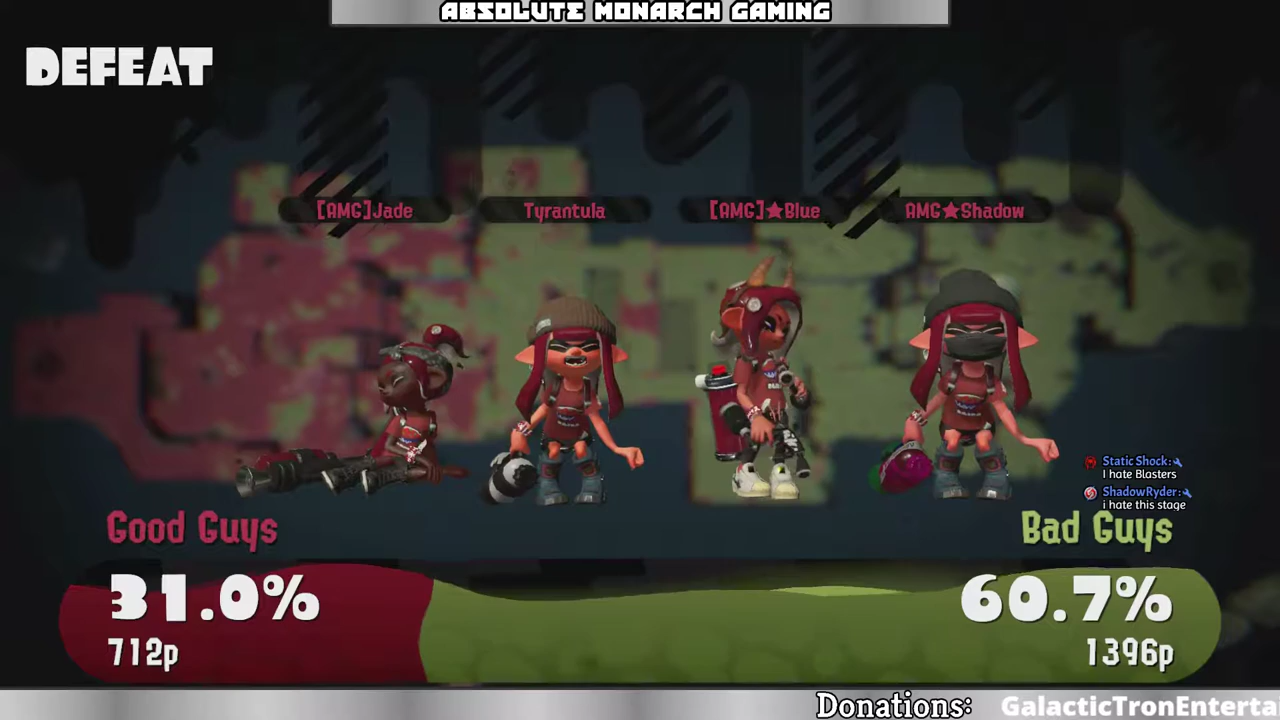 ABSOLUTE MONARCH GAMING
DEFEAT
[AMG]Jade
Tyrantula
[AMG]★Blue
AMG★Shadow
Static Shock:
I hate Blasters
ShadowRyder:
i hate this stage
Good Guys
Bad Guys
31.0%
60.7%
712p
1396p
Donations: GalacticTronEnterta